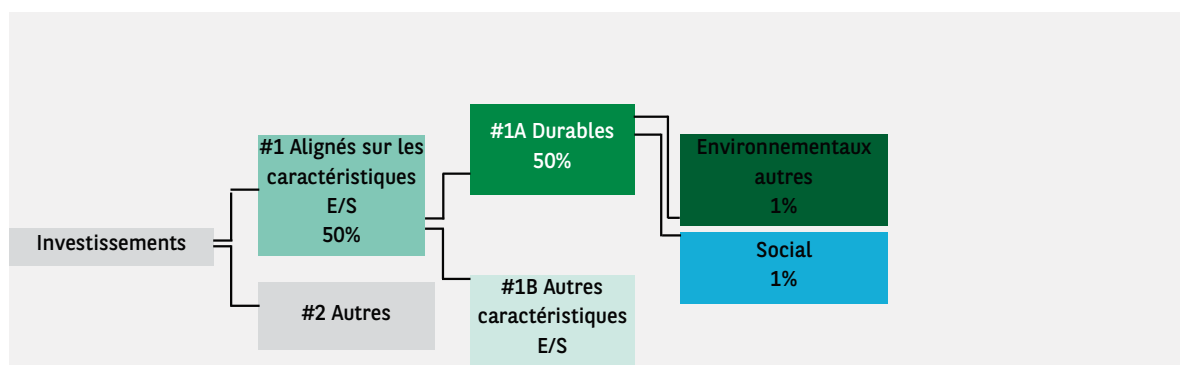 Investissements
#1 Alignés sur les
caractéristiques
E/S
50%
#2 Autres
#1A Durables
50%
#1B Autres
caractéristiques
E/S
Environnementaux
autres
1%
Social
1%